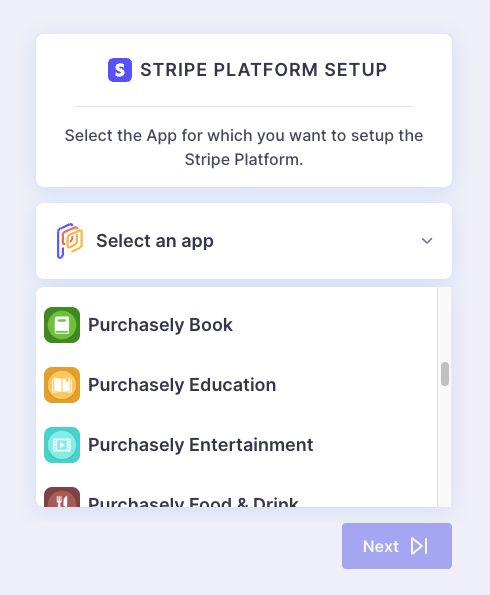 STRIPE PLATFORM SETUP
Select the App for which you want to setup the
Stripe Platform.
Select an app
Purchasely Book
Purchasely Education
Purchasely Entertainment
Purchasely Food & Drink
Next